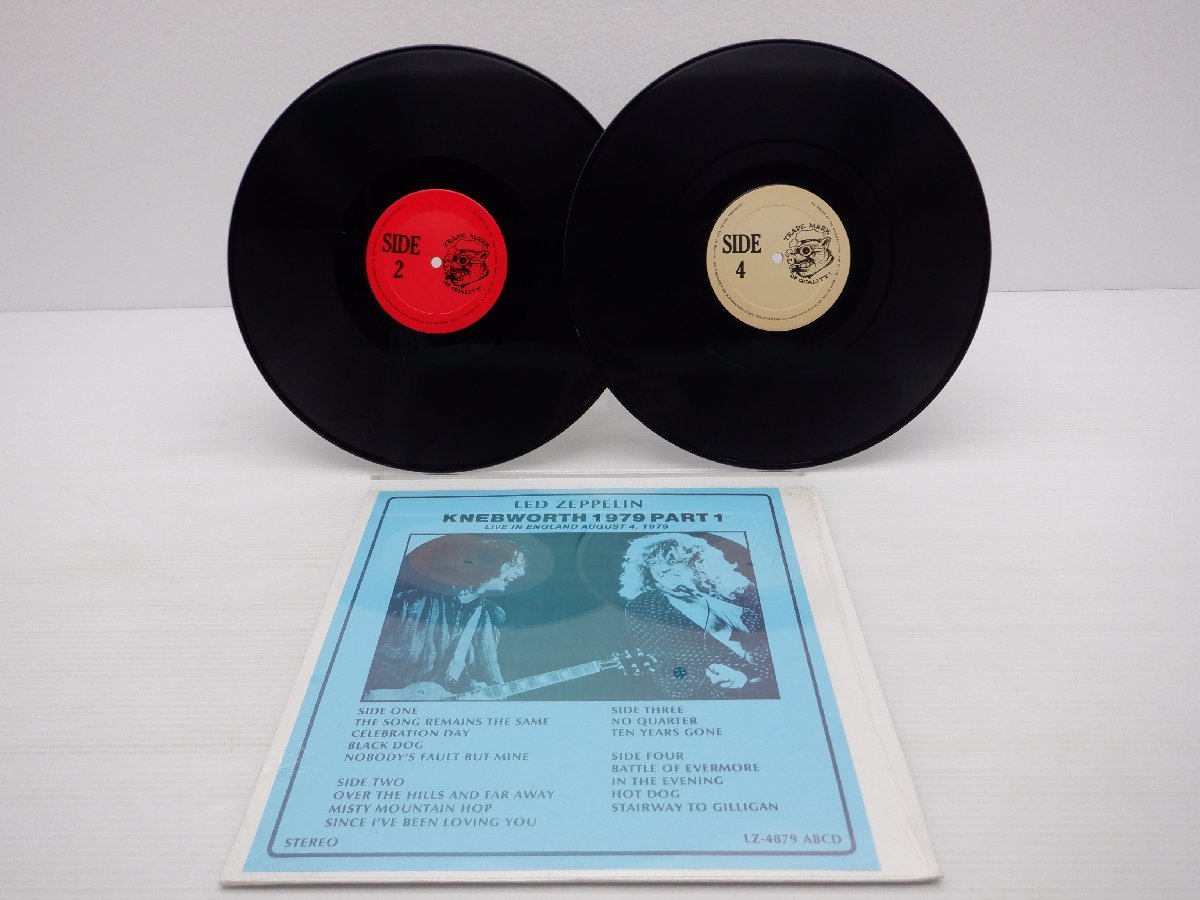 SIDE
2
TRADE MARK
OF QUALITY!
SIDE
4
TRADE MARK
OF QUALITY!
LED ZEPPELIN
KNEBWORTH 1979 PART 1
LIVE IN ENGLAND AUGUST 4, 1979
SIDE ONE
THE SONG REMAINS THE SAME
CELEBRATION DAY
BLACK DOG
NOBODY'S FAULT BUT MINE
SIDE TWO
OVER THE HILLS AND FAR AWAY
MISTY MOUNTAIN HOP
SINCE I'VE BEEN LOVING YOU
SIDE THREE
NO QUARTER
TEN YEARS GONE
SIDE FOUR
BATTLE OF EVERMORE
IN THE EVENING
HOT DOG
STAIRWAY TO GILLIGAN
STEREO
LZ-4879 ABCD